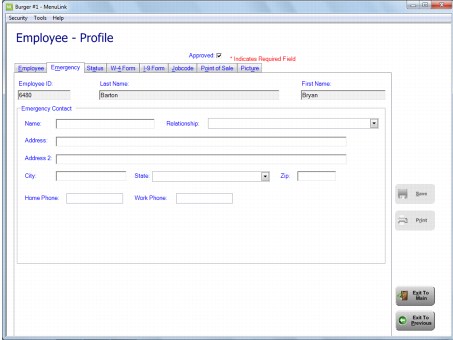 Burger #1 - MenuLink
Security Tools Help
Employee - Profile
Approved:
* Indicates Required Field
Employee Emergency Status W-4 Form I-9 Form Jobcode Point of Sale Picture
Employee ID: Last Name: First Name:
6480 Barton Bryan
Emergency Contact
Name: Relationship:
Address:
Address 2:
City: State: Zip:
Home Phone: Work Phone:
Save
Print
Exit To
Main
Exit To
Previous